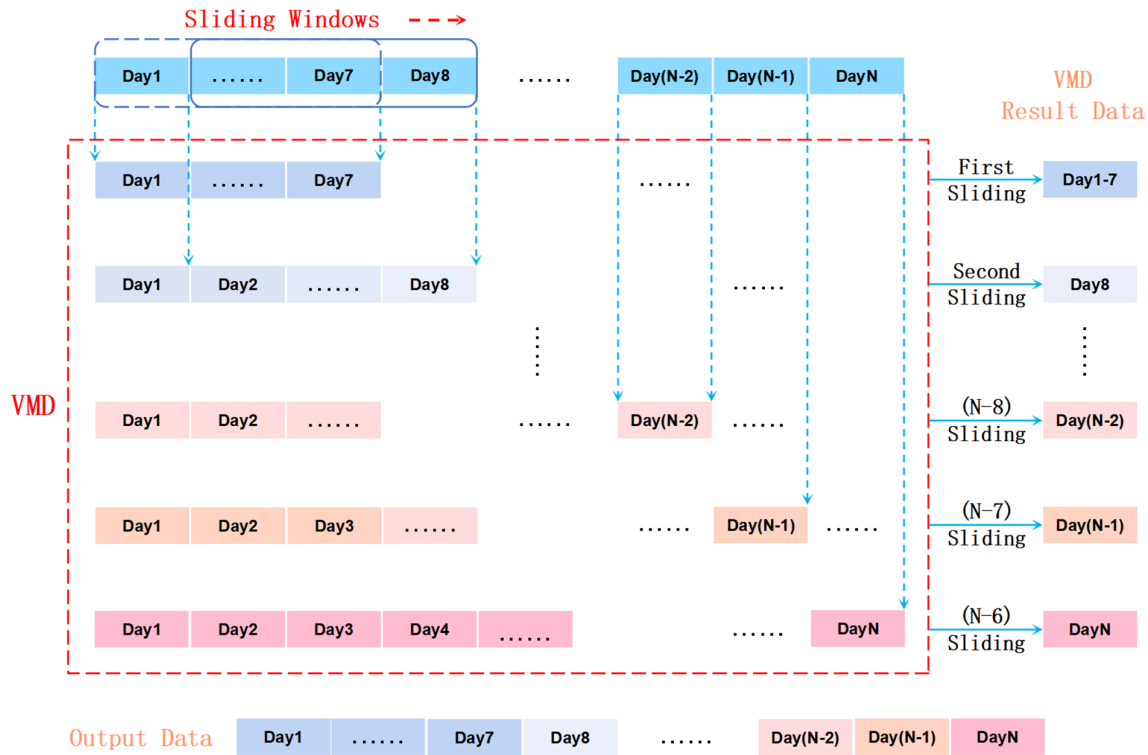 Sliding Windows
Day1 ...... Day7 Day8 ...... Day(N-2) Day(N-1) DayN
VMD
Result Data
Day1 ...... Day7 ...... First Sliding Day1-7
Day1 Day2 ...... Day8 ...... Second Sliding Day8
...... ......
VMD
Day1 Day2 ...... ...... Day(N-2) ...... (N-8) Sliding Day(N-2)
Day1 Day2 Day3 ...... ...... Day(N-1) ...... (N-7) Sliding Day(N-1)
Day1 Day2 Day3 Day4 ...... ...... DayN (N-6) Sliding DayN
Output Data Day1 ...... Day7 Day8 ...... Day(N-2) Day(N-1) DayN